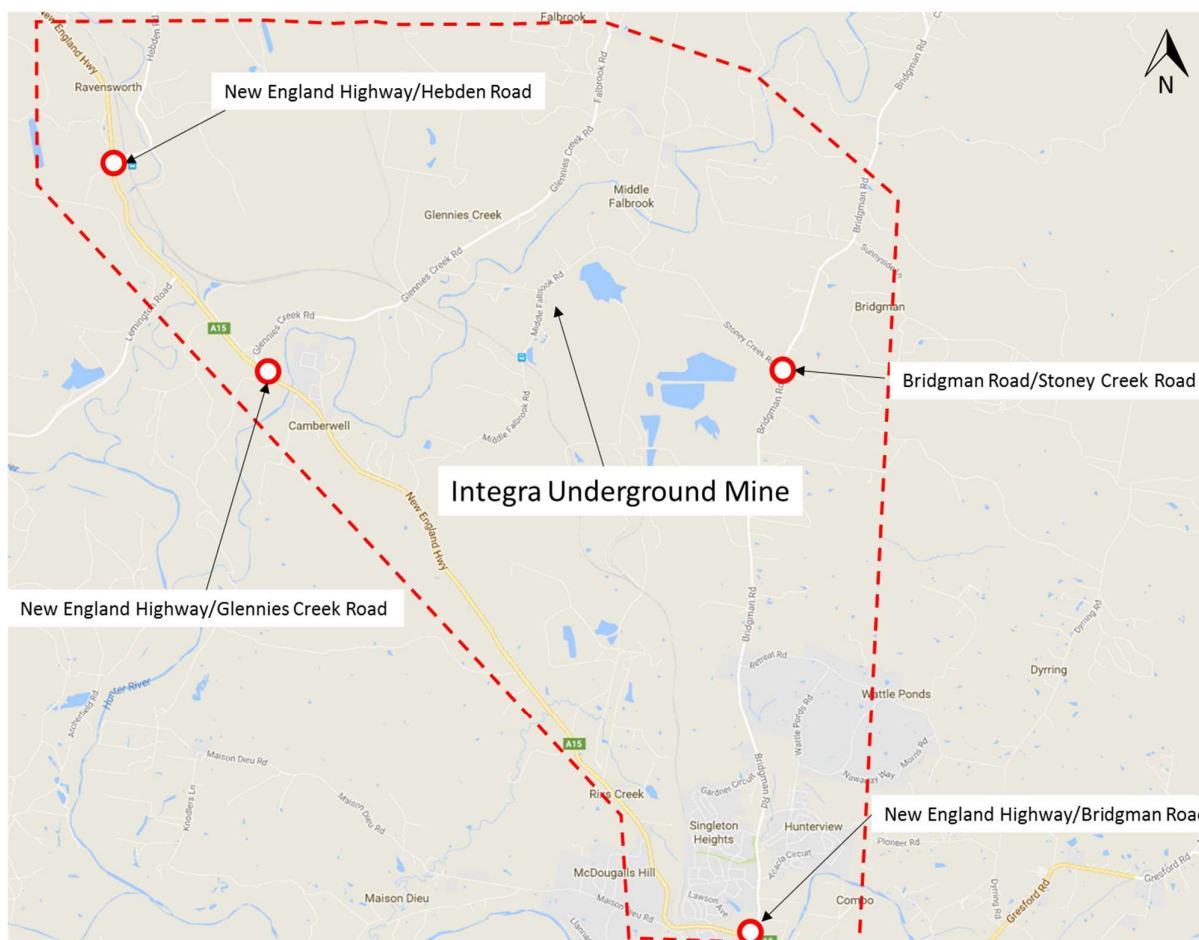 Falbrook
New England Hwy
Hebden Rd
Ravensworth
New England Highway/Hebden Road
Falbrook Rd
Bridgman Rd
N
Glennies Creek Rd
Middle
Falbrook
Glennies Creek
Bridgman Rd
Sunnyside Ln
Glennies Creek Rd
Middle Falbrook Rd
Bridgman
Lemington Road
A15
Glennies Creek Rd
Stoney Creek Rd
Bridgman Road/Stoney Creek Road
Camberwell
Middle Falbrook Rd
Bridgman Rd
Integra Underground Mine
New England Hwy
New England Highway/Glennies Creek Road
Bridgman Rd
Dyrring Rd
Retreat Rd
Dyrring
Hunter River
Archerfield Rd
Wattle Ponds
Wattle Ponds Rd
A15
Morris Rd
Maison Dieu Rd
Nawaday Way
Bridgman Rd
Gardner Circuit
Knodlers Ln
Maison Dieu Rd
Rixs Creek
New England Highway/Bridgman Road
Singleton
Heights
Hunterview
Pioneer Rd
Acacia Circuit
McDougalls Hill
Gresford Rd
Maison Dieu
Lawson Ave
Combo
Dyrring Rd
Gresford Rd
Maison Dieu Rd